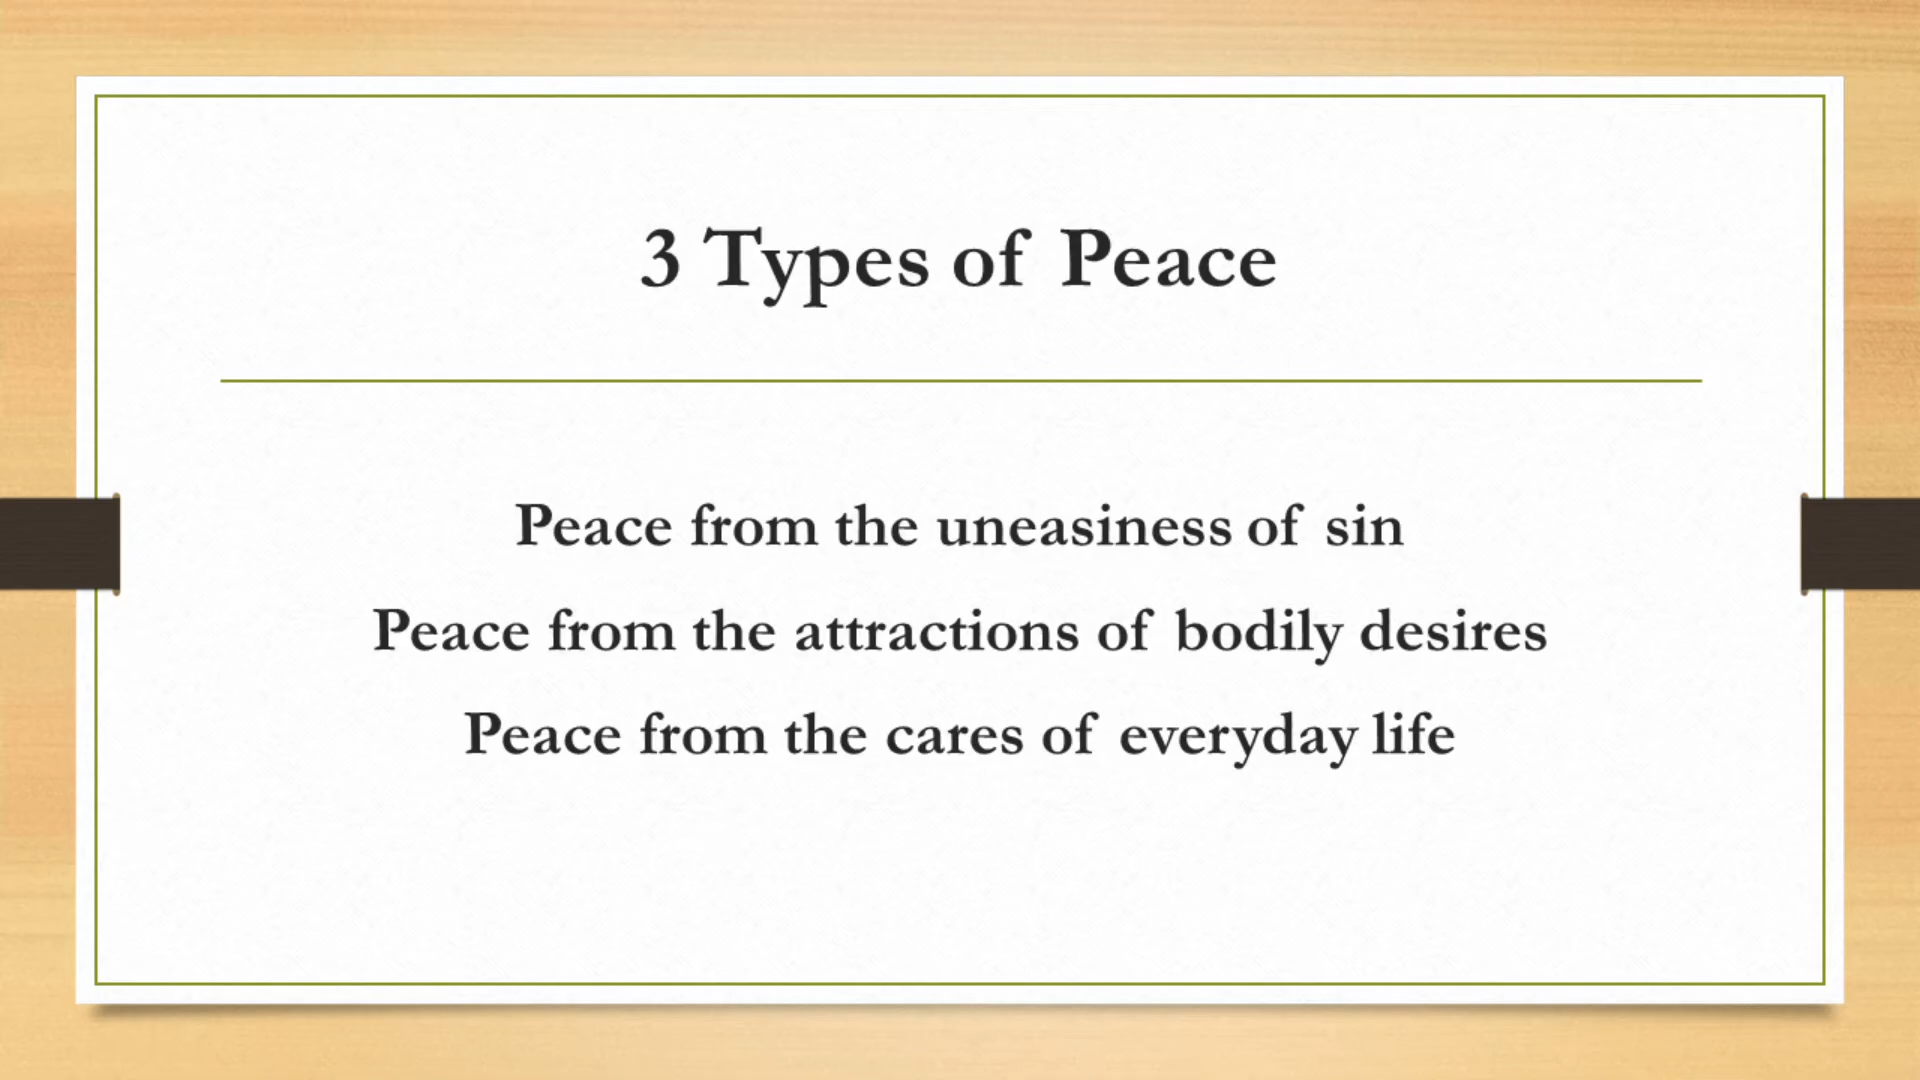 3 Types of Peace
Peace from the uneasiness of sin
Peace from the attractions of bodily desires
Peace from the cares of everyday life